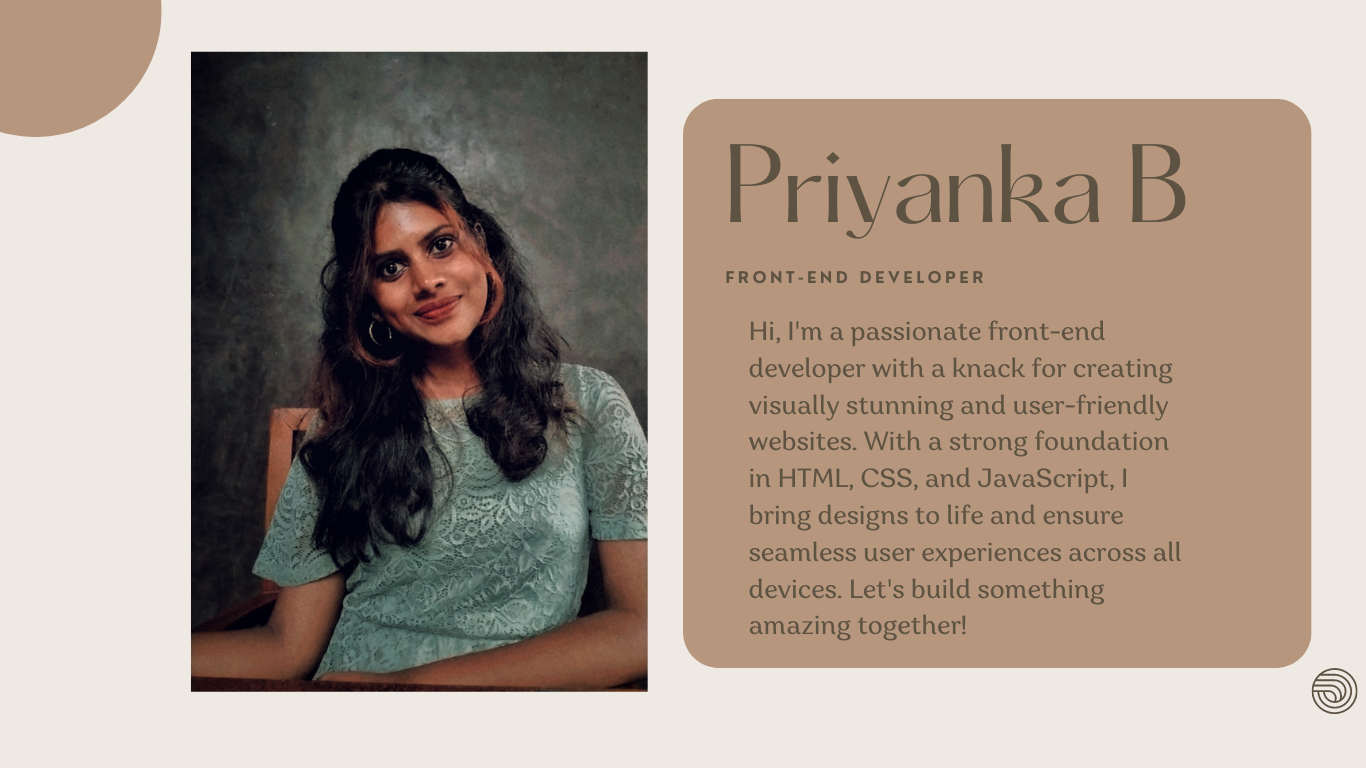 Priyanka B
FRONT-END DEVELOPER
Hi, I'm a passionate front-end
developer with a knack for creating
visually stunning and user-friendly
websites. With a strong foundation
in HTML, CSS, and JavaScript, I
bring designs to life and ensure
seamless user experiences across all
devices. Let's build something
amazing together!